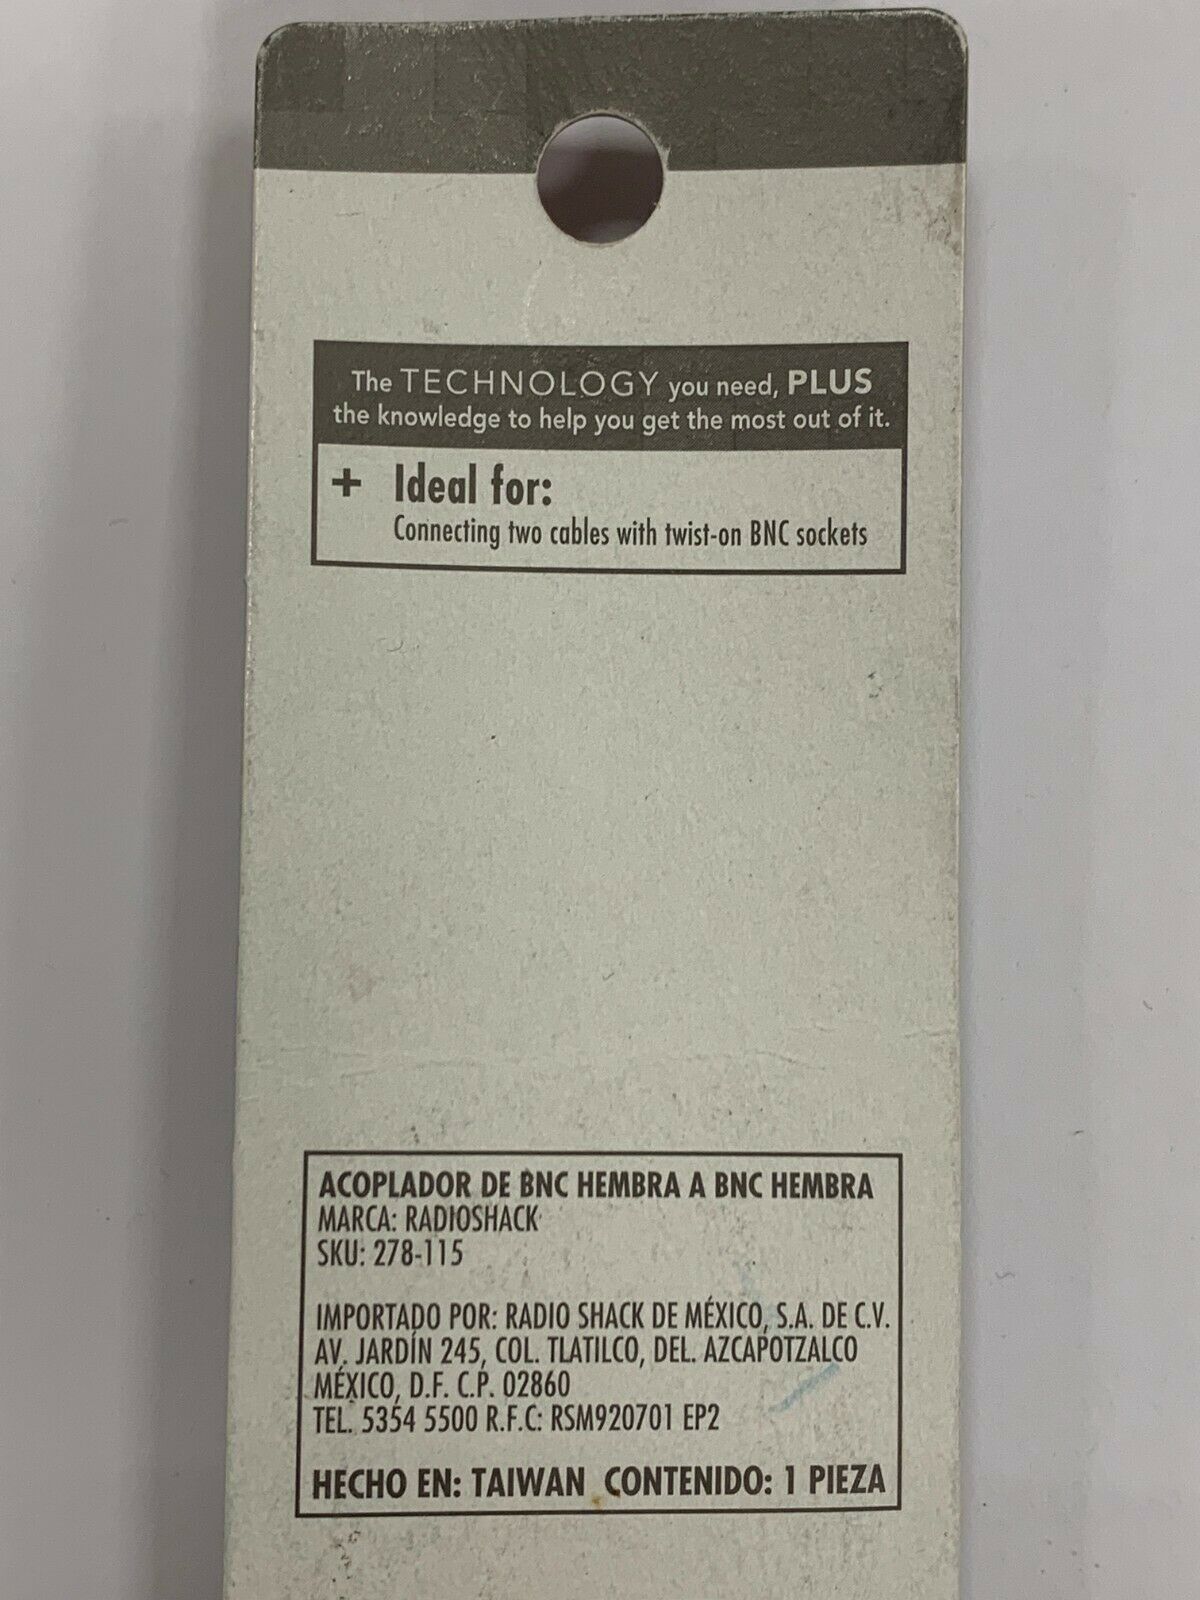 The TECHNOLOGY you need, PLUS
the knowledge to help you get the most out of it.
+ Ideal for:
Connecting two cables with twist-on BNC sockets
ACOPLADOR DE BNC HEMBRA A BNC HEMBRA
MARCA: RADIOSHACK
SKU: 278-115
IMPORTADO POR: RADIO SHACK DE MÉXICO, S.A. DE C.V.
AV. JARDÍN 245, COL. TLATILCO, DEL. AZCAPOTZALCO
MÉXICO, D.F. C.P. 02860
TEL. 5354 5500 R.F.C: RSM920701 EP2
HECHO EN: TAIWAN CONTENIDO: 1 PIEZA